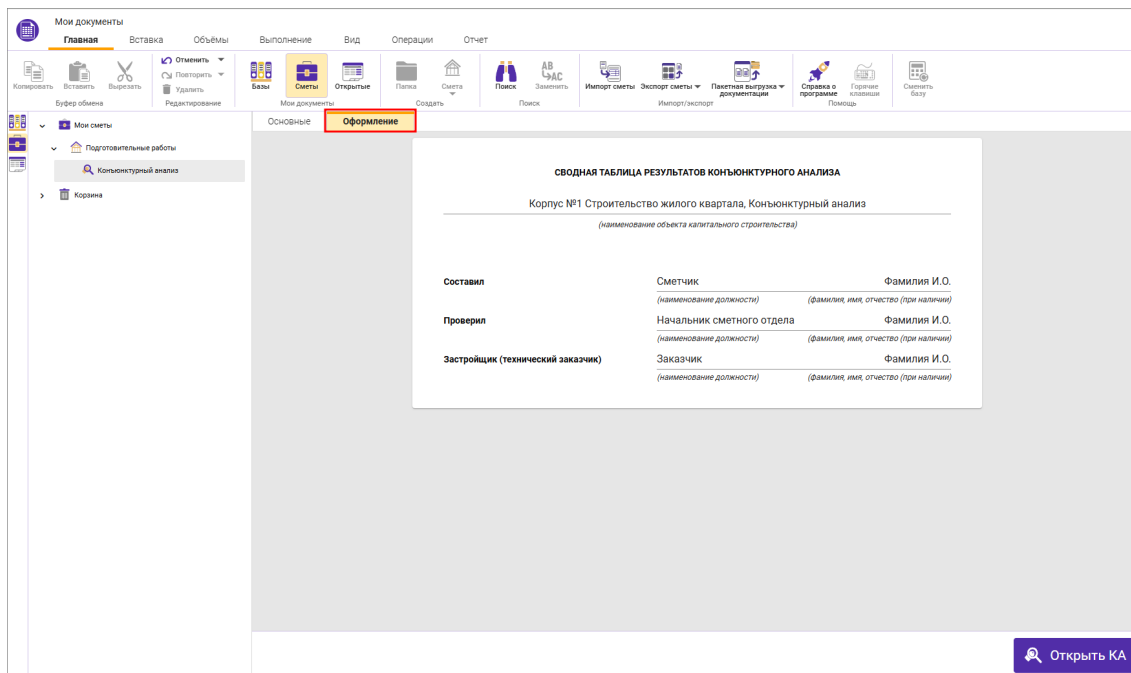 Мои документы
Главная Вставка Объёмы Выполнение Вид Операции Отчет
Копировать Вставить Вырезать
Отменить
Повторить
Удалить
Базы Сметы Открытые
Папка Смета
Поиск AB AC Заменить
Импорт сметы Экспорт сметы Пакетная выгрузка документации
Справка о программе Горячие клавиши
Сменить базу
Буфер обмена Редактирование Мои документы Создать Поиск Импорт/экспорт Помощь
Мои сметы
Подготовительные работы
Конъюнктурный анализ
Корзина
Основные Оформление
СВОДНАЯ ТАБЛИЦА РЕЗУЛЬТАТОВ КОНЪЮНКТУРНОГО АНАЛИЗА
Корпус №1 Строительство жилого квартала, Конъюнктурный анализ
(наименование объекта капитального строительства)
Составил Сметчик Фамилия И.О.
(наименование должности) (фамилия, имя, отчество (при наличии)
Проверил Начальник сметного отдела Фамилия И.О.
(наименование должности) (фамилия, имя, отчество (при наличии)
Застройщик (технический заказчик) Заказчик Фамилия И.О.
(наименование должности) (фамилия, имя, отчество (при наличии)
Открыть КА